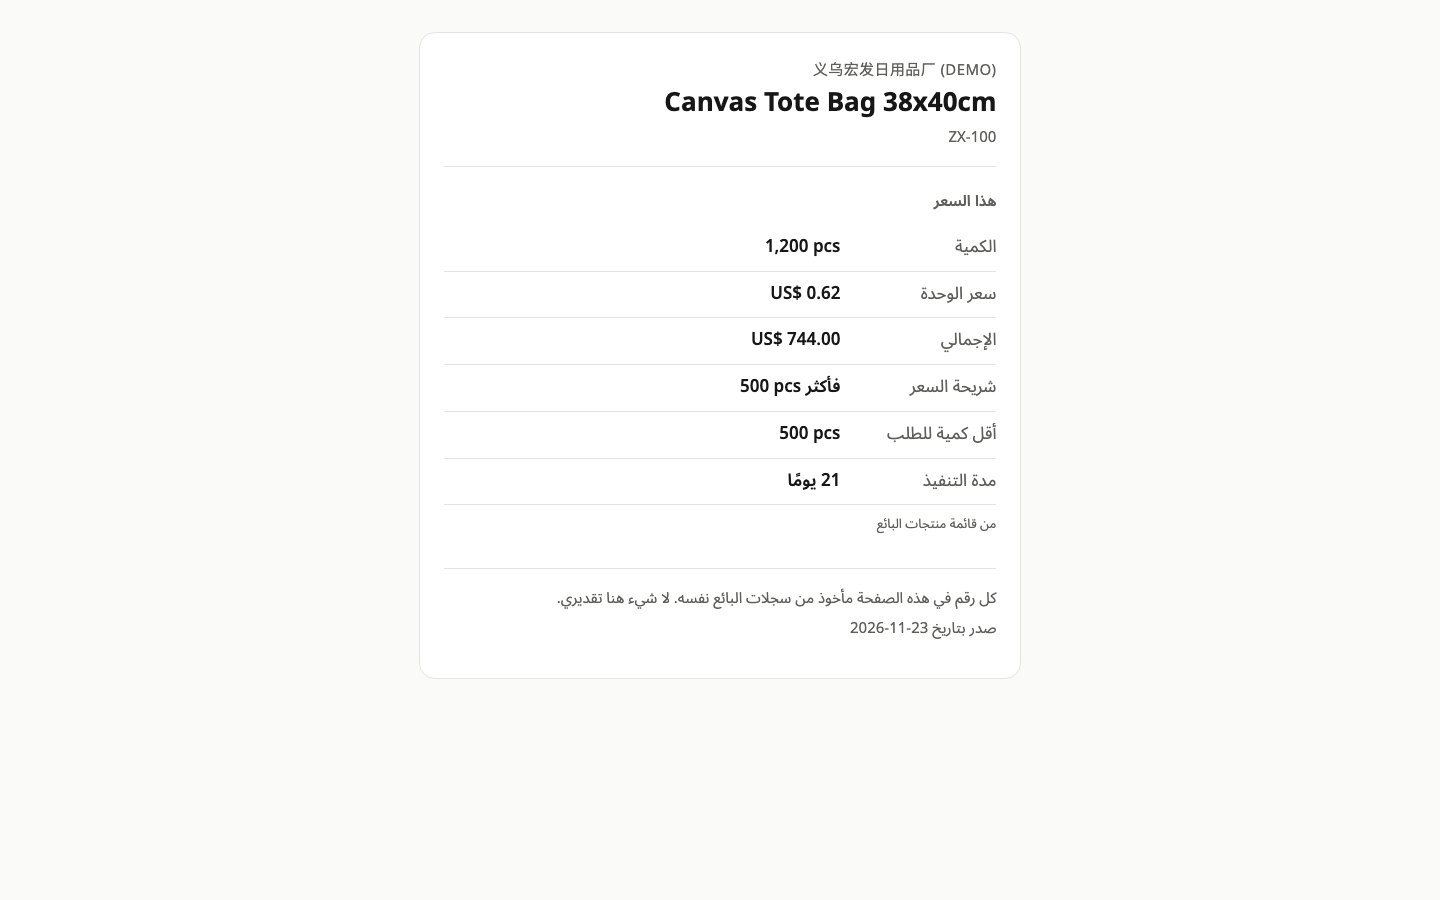 义乌宏发日用品厂 (DEMO)
Canvas Tote Bag 38x40cm
ZX-100
هذا السعر
الكمية 1,200 pcs
سعر الوحدة US$ 0.62
الإجمالي US$ 744.00
شريحة السعر 500 pcs فأكثر
أقل كمية للطلب 500 pcs
مدة التنفيذ 21 يومًا
من قائمة منتجات البائع
كل رقم في هذه الصفحة مأخوذ من سجلات البائع نفسه. لا شيء هنا تقديري.
صدر بتاريخ 2026-11-23